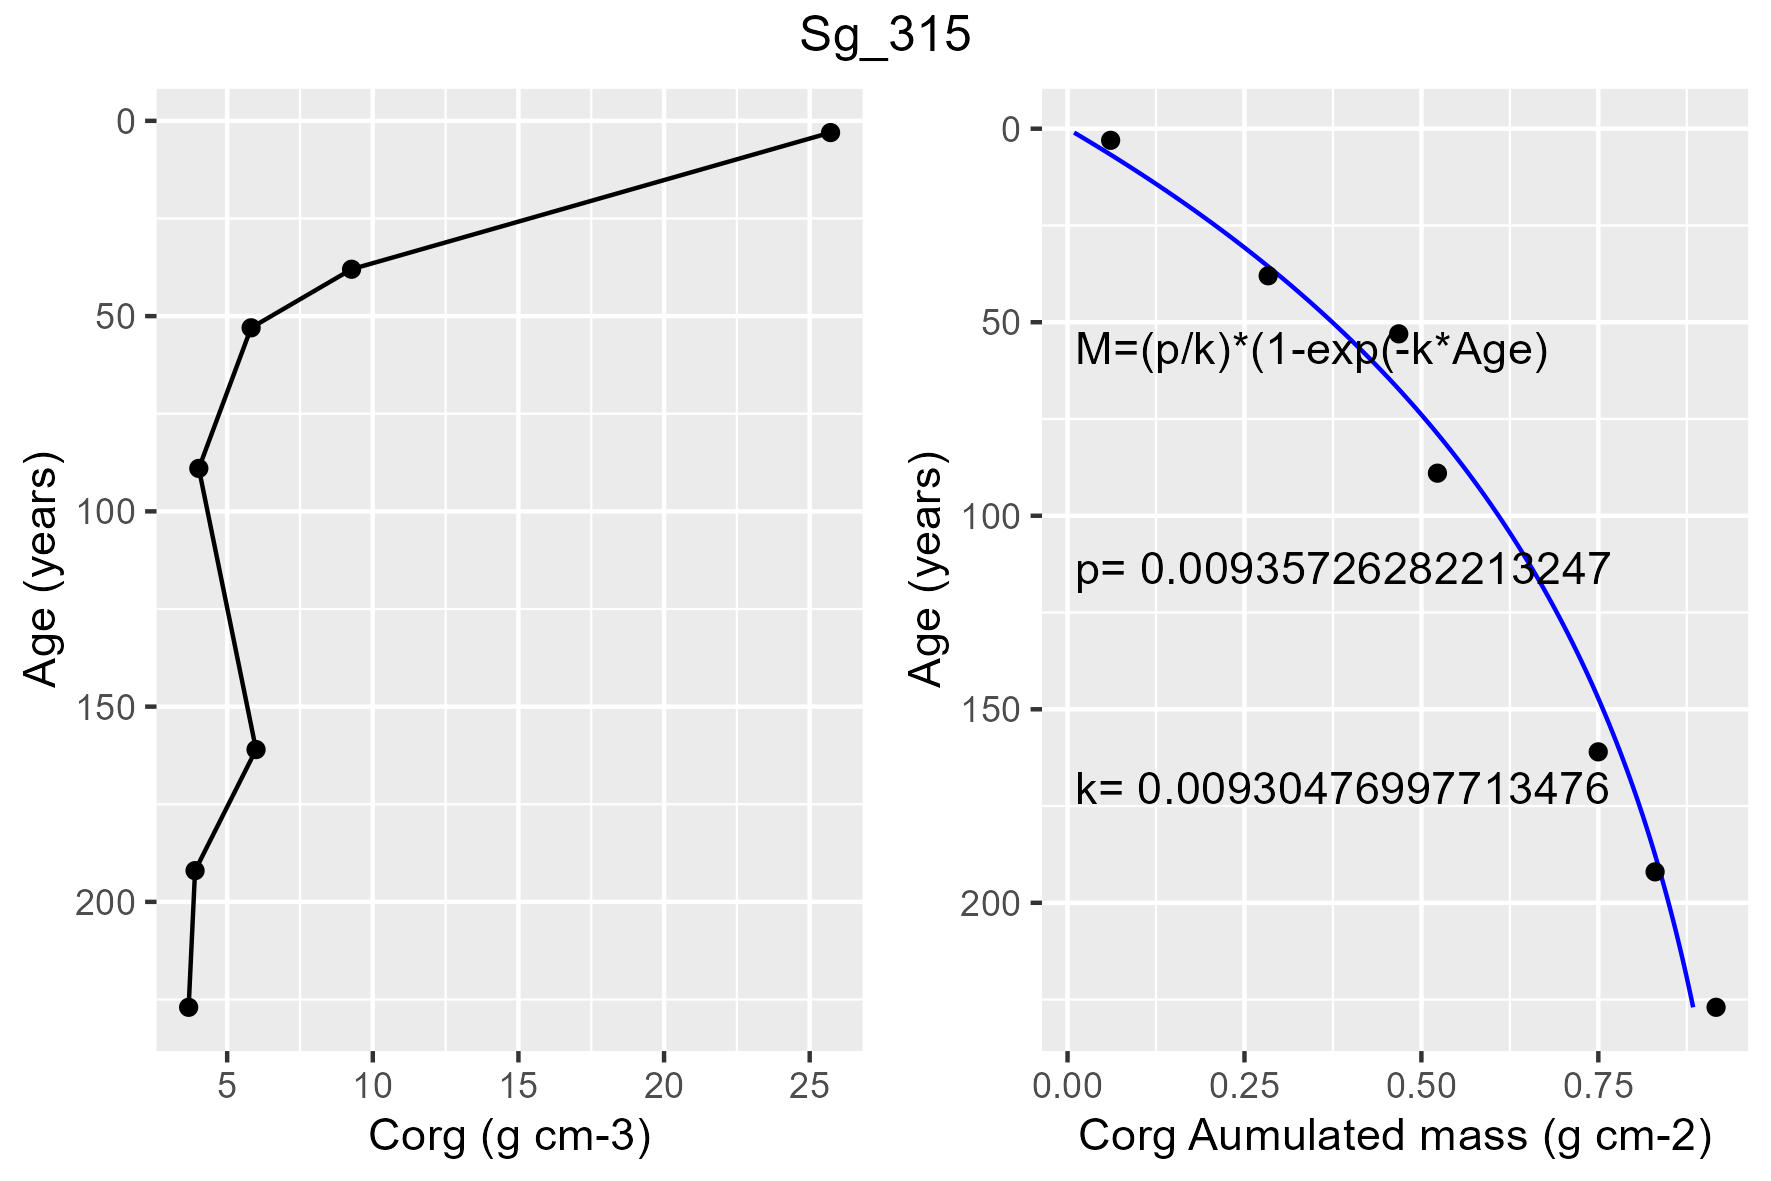 Sg_315
0
50
100
150
200
Age (years)
5 10 15 20 25
Corg (g cm-3)
0
50
100
150
200
Age (years)
M=(p/k)*(1-exp(-k*Age)
p= 0.00935726282213247
k= 0.00930476997713476
0.00 0.25 0.50 0.75
Corg Aumulated mass (g cm-2)